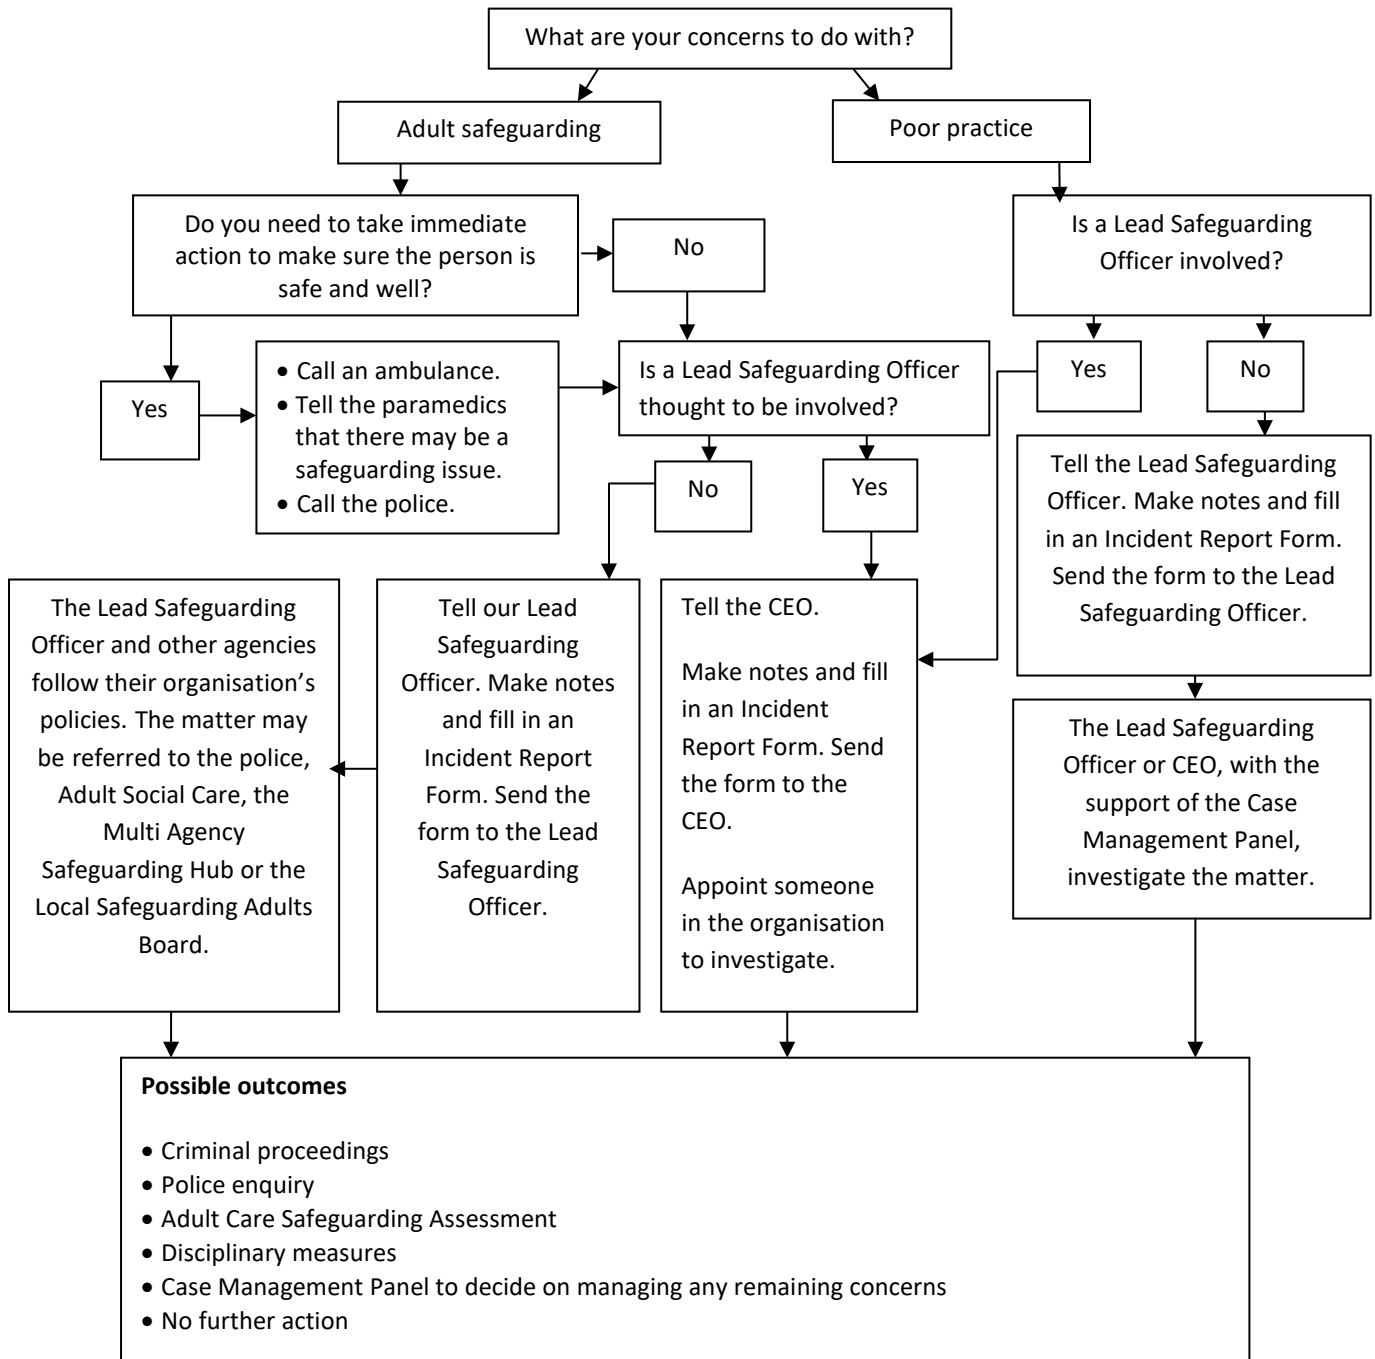 What are your concerns to do with?
Adult safeguarding
Poor practice
Do you need to take immediate
action to make sure the person is
safe and well?
No
Is a Lead Safeguarding
Officer involved?
Yes
• Call an ambulance.
• Tell the paramedics
that there may be a
safeguarding issue.
• Call the police.
Is a Lead Safeguarding Officer
thought to be involved?
Yes
No
No
Yes
Tell the Lead Safeguarding
Officer. Make notes and fill
in an Incident Report Form.
Send the form to the Lead
Safeguarding Officer.
The Lead Safeguarding
Officer and other agencies
follow their organisation’s
policies. The matter may
be referred to the police,
Adult Social Care, the
Multi Agency
Safeguarding Hub or the
Local Safeguarding Adults
Board.
Tell our Lead
Safeguarding
Officer. Make notes
and fill in an
Incident Report
Form. Send the
form to the Lead
Safeguarding
Officer.
Tell the CEO.
Make notes and fill
in an Incident
Report Form. Send
the form to the
CEO.
Appoint someone
in the organisation
to investigate.
The Lead Safeguarding
Officer or CEO, with the
support of the Case
Management Panel,
investigate the matter.
Possible outcomes
• Criminal proceedings
• Police enquiry
• Adult Care Safeguarding Assessment
• Disciplinary measures
• Case Management Panel to decide on managing any remaining concerns
• No further action